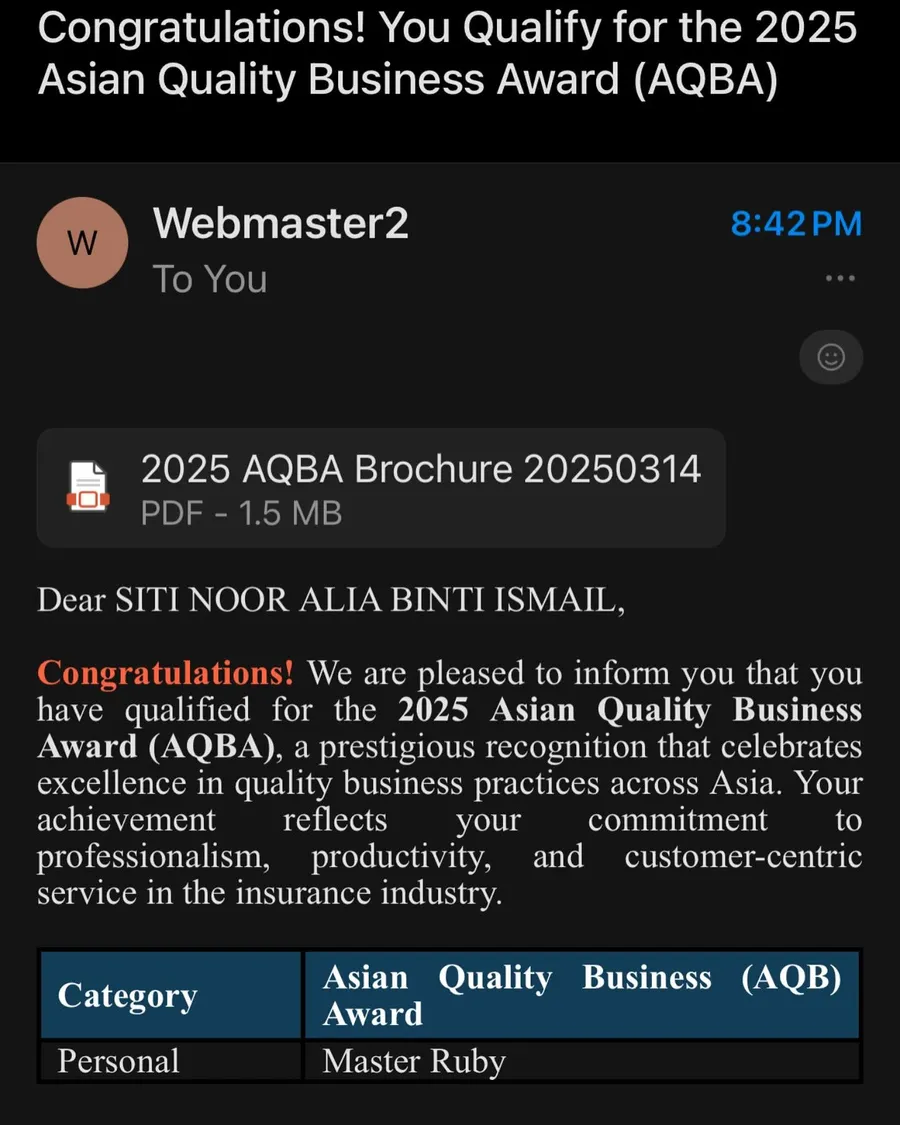 Congratulations! You Qualify for the 2025
Asian Quality Business Award (AQBA)
W
Webmaster2
8:42 PM
To You
2025 AQBA Brochure 20250314
PDF - 1.5 MB
Dear SITI NOOR ALIA BINTI ISMAIL,
Congratulations! We are pleased to inform you that you
have qualified for the 2025 Asian Quality Business
Award (AQBA), a prestigious recognition that celebrates
excellence in quality business practices across Asia. Your
achievement reflects your commitment to
professionalism, productivity, and customer-centric
service in the insurance industry.
Category
Asian Quality Business (AQB)
Award
Personal
Master Ruby